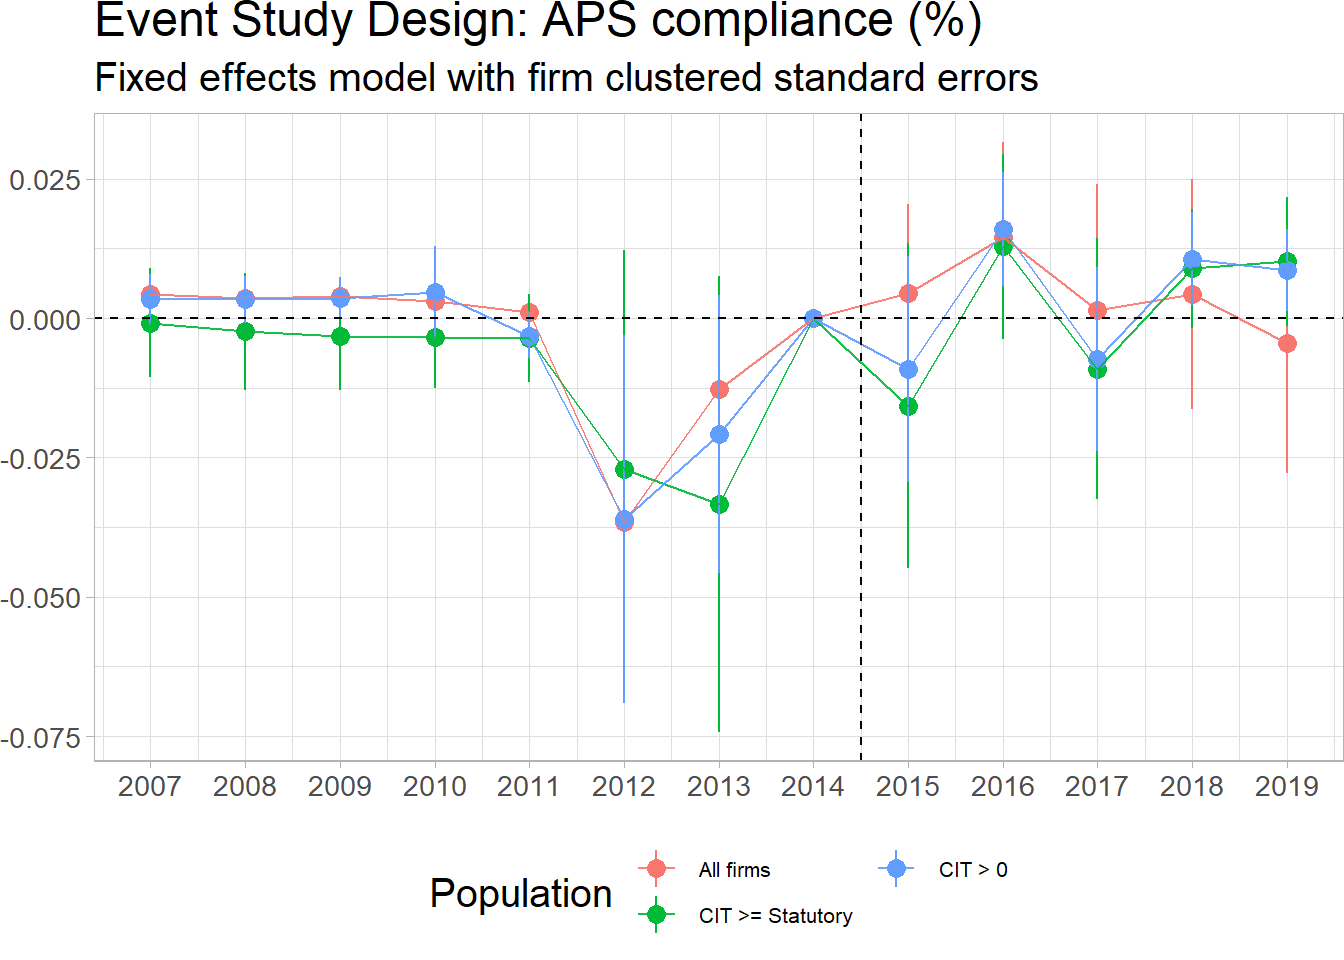 Event Study Design: APS compliance (%)
Fixed effects model with firm clustered standard errors
0.025
0.000
-0.025
-0.050
-0.075
2007 2008 2009 2010 2011 2012 2013 2014 2015 2016 2017 2018 2019
Population
All firms
CIT > 0
CIT >= Statutory